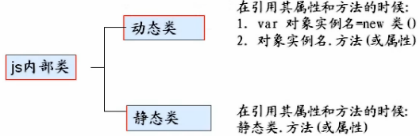 在引用其属性和方法的时候:
动态类
1. var 对象实例名=new 类()
2. 对象实例名.方法(或属性)
js内部类
静态类
在引用其属性和方法的时候:
静态类.方法(或属性)